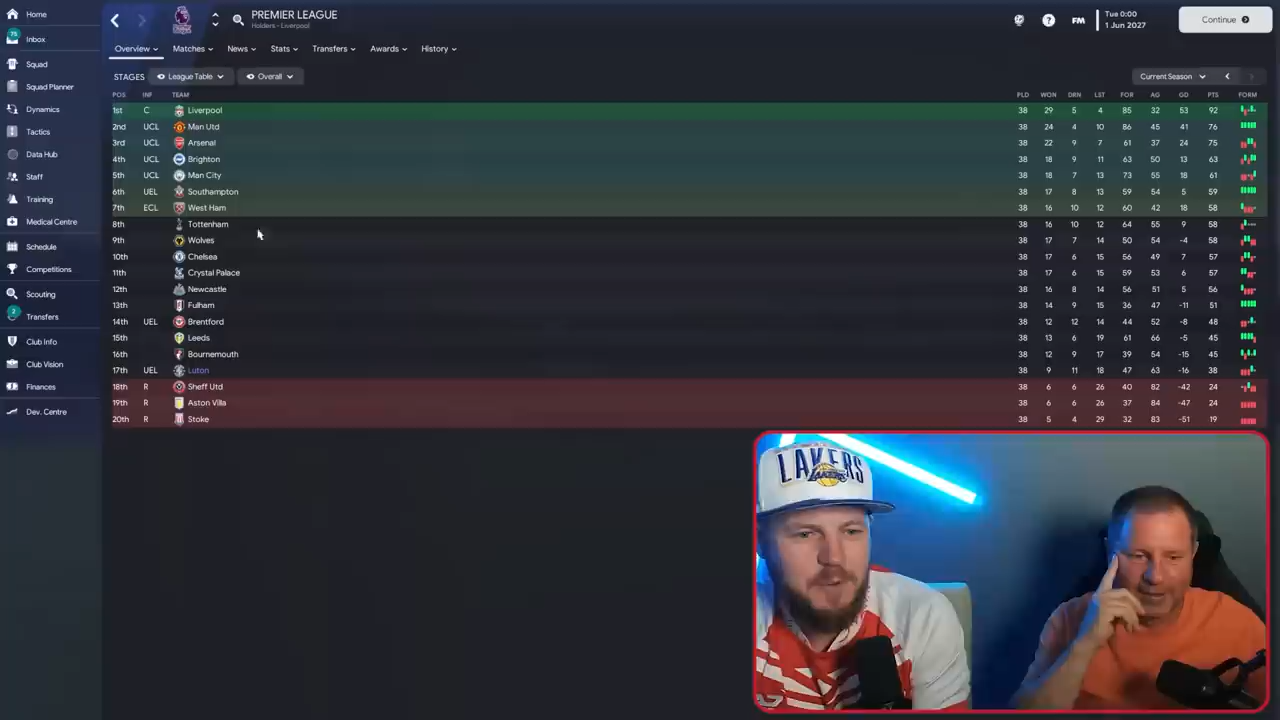 Home
Inbox
Squad
Squad Planner
Dynamics
Tactics
Data Hub
Staff
Training
Medical Centre
Schedule
Competitions
Scouting
2
Transfers
Club Info
Club Vision
Finances
Dev. Centre
PREMIER LEAGUE
Holders - Liverpool
FM
Tue 0:00
1 Jun 2027
Continue
Overview Matches News Stats Transfers Awards History
STAGES League Table Overall Current Season
POS INF TEAM PLD WON DRN LST FOR AG GD PTS FORM
1st C Liverpool 38 29 5 4 85 32 53 92
2nd UCL Man Utd 38 24 4 10 86 45 41 76
3rd UCL Arsenal 38 22 9 7 61 37 24 75
4th UCL Brighton 38 18 9 11 63 50 13 63
5th UCL Man City 38 18 7 13 73 55 18 61
6th UEL Southampton 38 17 8 13 59 54 5 59
7th ECL West Ham 38 16 10 12 60 42 18 58
8th Tottenham 38 16 10 12 64 55 9 58
9th Wolves 38 17 7 14 50 54 -4 58
10th Chelsea 38 17 6 15 56 49 7 57
11th Crystal Palace 38 17 6 15 59 53 6 57
12th Newcastle 38 16 8 14 56 51 5 56
13th Fulham 38 14 9 15 36 47 -11 51
14th UEL Brentford 38 12 12 14 44 52 -8 48
15th Leeds 38 13 6 19 61 66 -5 45
16th Bournemouth 38 12 9 17 39 54 -15 45
17th UEL Luton 38 9 11 18 47 63 -16 38
18th R Sheff Utd 38 6 6 26 40 82 -42 24
19th R Aston Villa 38 6 6 26 37 84 -47 24
20th R Stoke 38 5 4 29 32 83 -51 19
LAKERS